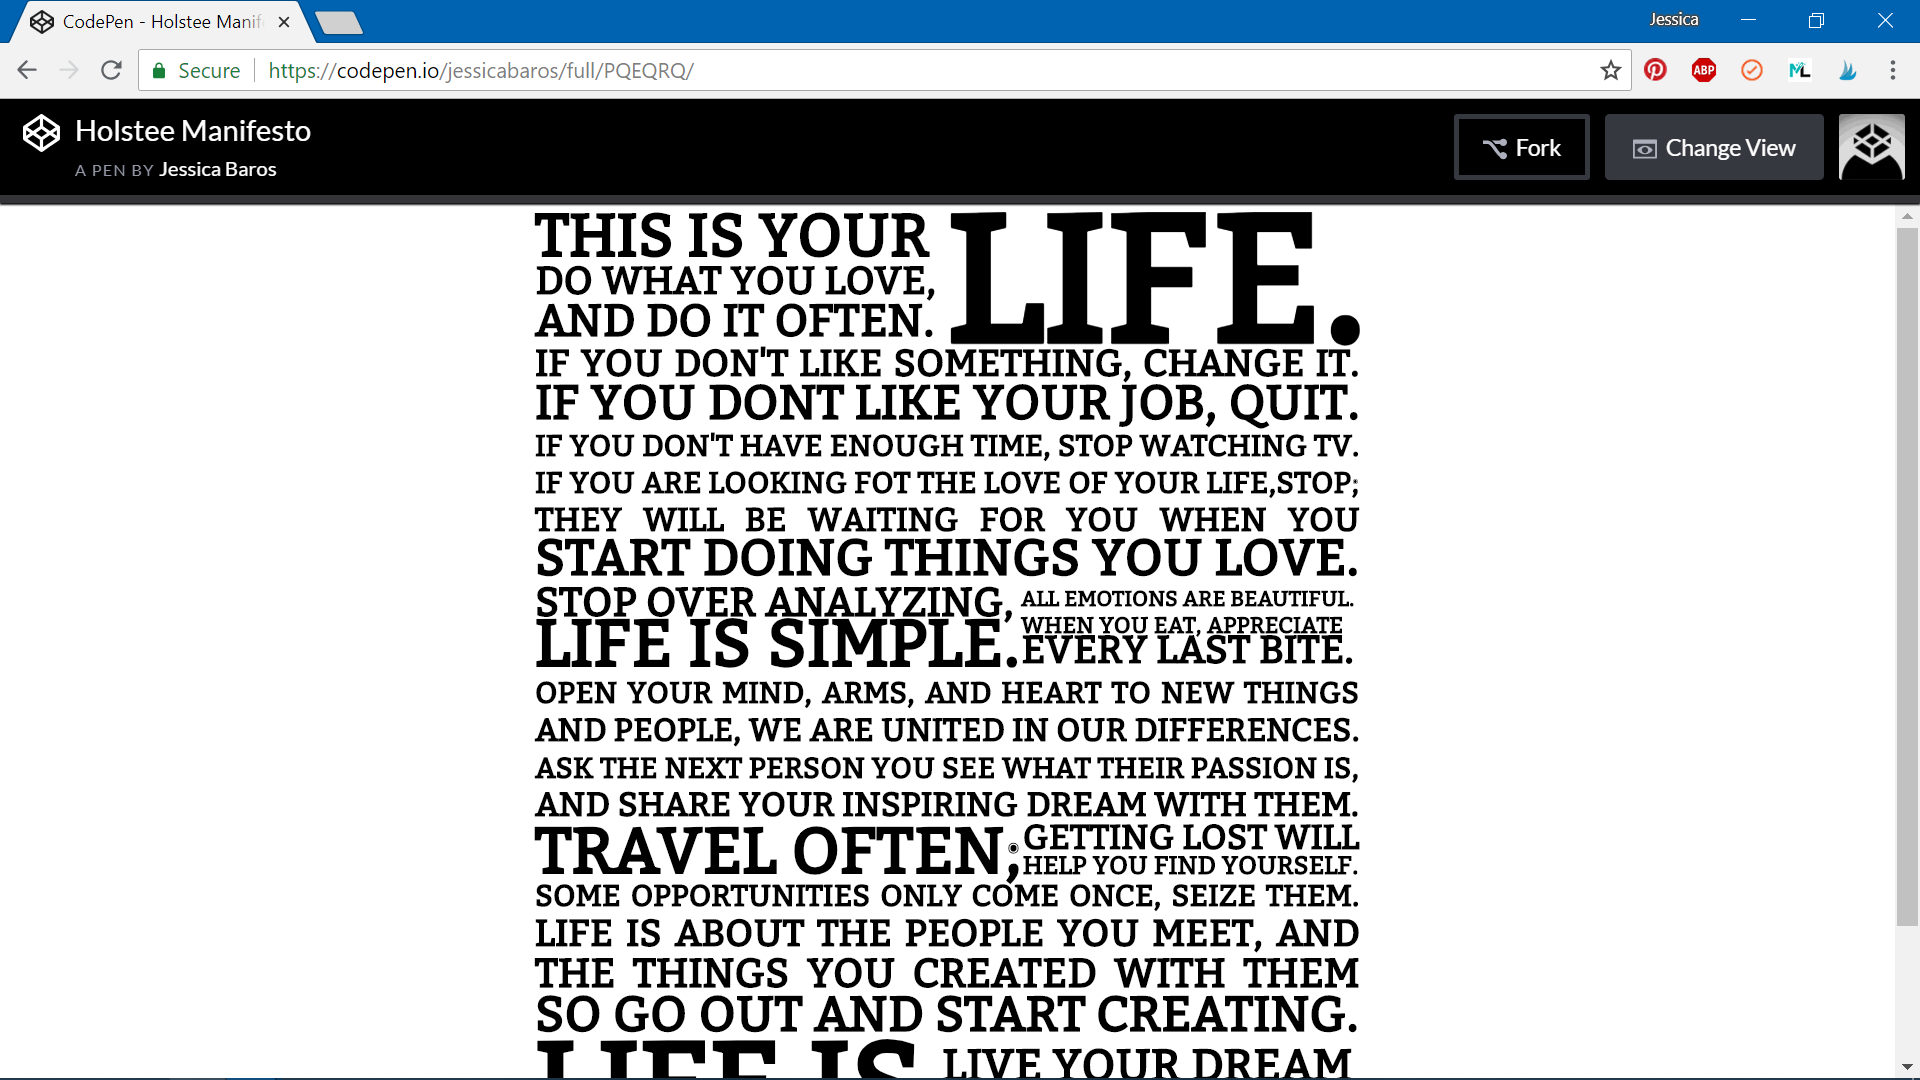 CodePen - Holstee Manif
Jessica
Secure
https://codepen.io/jessicabaros/full/PQEQRQ/
ABP
ML
Holstee Manifesto
A PEN BY Jessica Baros
Fork
Change View
THIS IS YOUR
LIFE.
DO WHAT YOU LOVE,
AND DO IT OFTEN.
IF YOU DON'T LIKE SOMETHING, CHANGE IT.
IF YOU DONT LIKE YOUR JOB, QUIT.
IF YOU DON'T HAVE ENOUGH TIME, STOP WATCHING TV.
IF YOU ARE LOOKING FOT THE LOVE OF YOUR LIFE,STOP;
THEY WILL BE WAITING FOR YOU WHEN YOU
START DOING THINGS YOU LOVE.
STOP OVER ANALYZING,
LIFE IS SIMPLE.
ALL EMOTIONS ARE BEAUTIFUL.
WHEN YOU EAT, APPRECIATE
EVERY LAST BITE.
OPEN YOUR MIND, ARMS, AND HEART TO NEW THINGS
AND PEOPLE, WE ARE UNITED IN OUR DIFFERENCES.
ASK THE NEXT PERSON YOU SEE WHAT THEIR PASSION IS,
AND SHARE YOUR INSPIRING DREAM WITH THEM.
TRAVEL OFTEN;
GETTING LOST WILL
HELP YOU FIND YOURSELF.
SOME OPPORTUNITIES ONLY COME ONCE, SEIZE THEM.
LIFE IS ABOUT THE PEOPLE YOU MEET, AND
THE THINGS YOU CREATED WITH THEM
SO GO OUT AND START CREATING.
LIFE IS
LIVE YOUR DREAM